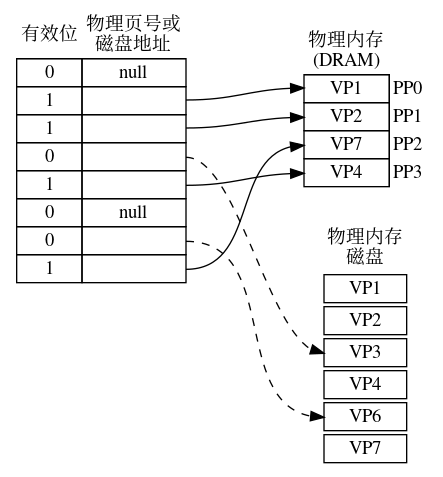 有效位
物理页号或
磁盘地址
0 null
1
1
0
1
0 null
0
1
物理内存
(DRAM)
VP1 PP0
VP2 PP1
VP7 PP2
VP4 PP3
物理内存
磁盘
VP1
VP2
VP3
VP4
VP6
VP7